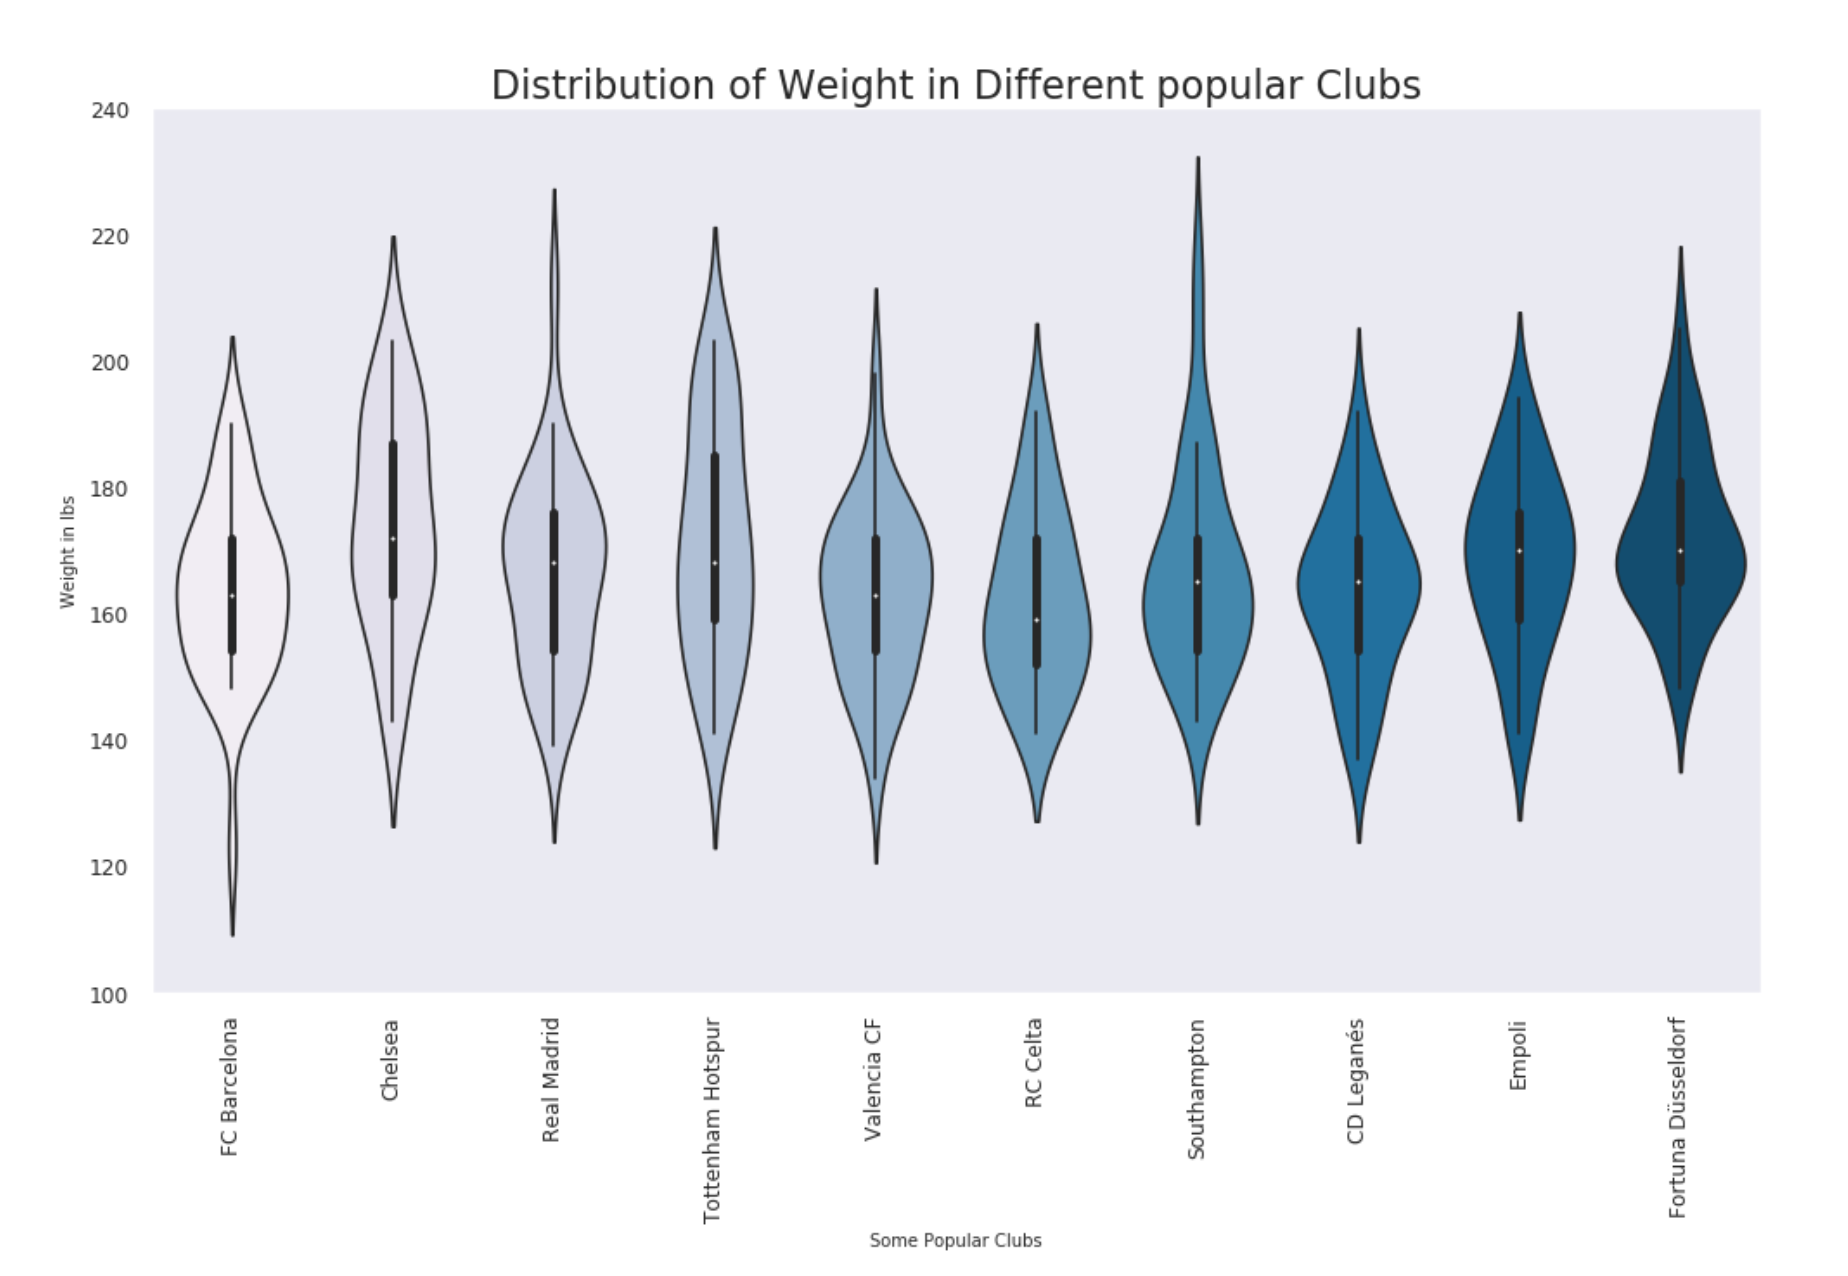 Distribution of Weight in Different popular Clubs
240
220
200
180
160
140
120
100
Weight in lbs
FC Barcelona
Chelsea
Real Madrid
Tottenham Hotspur
Valencia CF
RC Celta
Southampton
CD Leganés
Empoli
Fortuna Düsseldorf
Some Popular Clubs